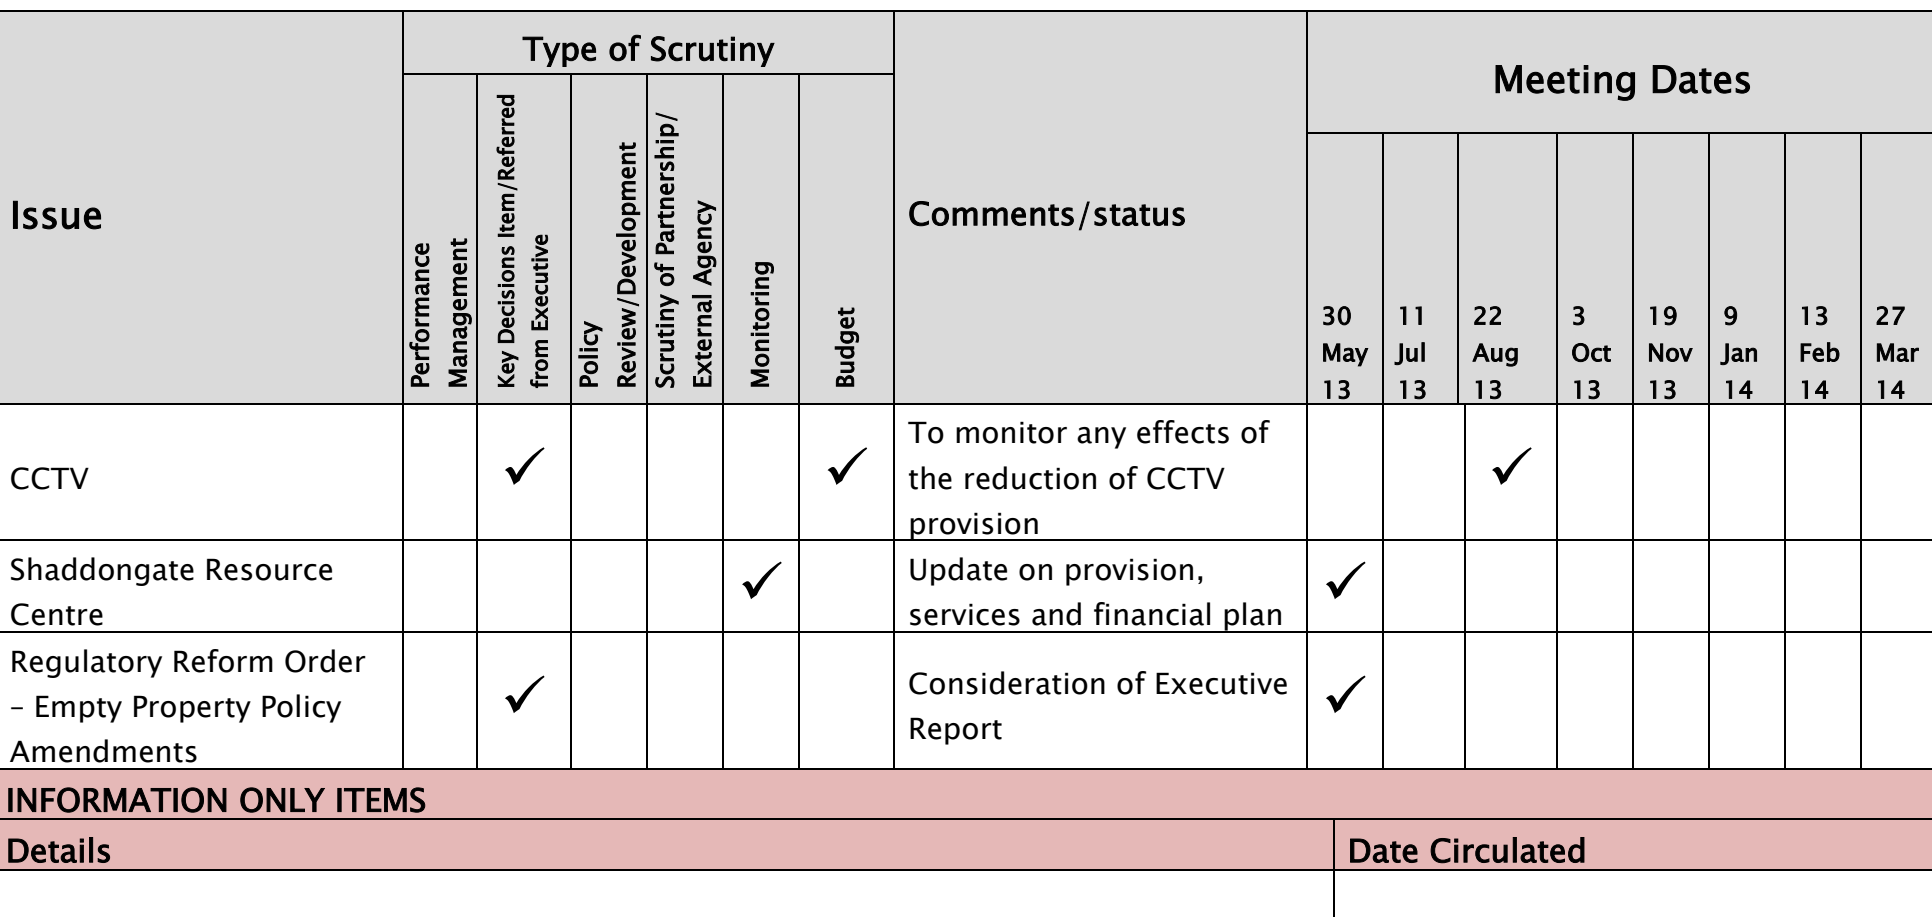 Issue
Type of Scrutiny
Performance
Management
Key Decisions Item/Referred
from Executive
Policy
Review/Development
Scrutiny of Partnership/
External Agency
Monitoring
Budget
Comments/status
Meeting Dates
30
May
13
11
Jul
13
22
Aug
13
3
Oct
13
19
Nov
13
9
Jan
14
13
Feb
14
27
Mar
14
CCTV
✓
✓
To monitor any effects of
the reduction of CCTV
provision
✓
Shaddongate Resource
Centre
✓
Update on provision,
services and financial plan
✓
Regulatory Reform Order
– Empty Property Policy
Amendments
✓
Consideration of Executive
Report
✓
INFORMATION ONLY ITEMS
Details
Date Circulated